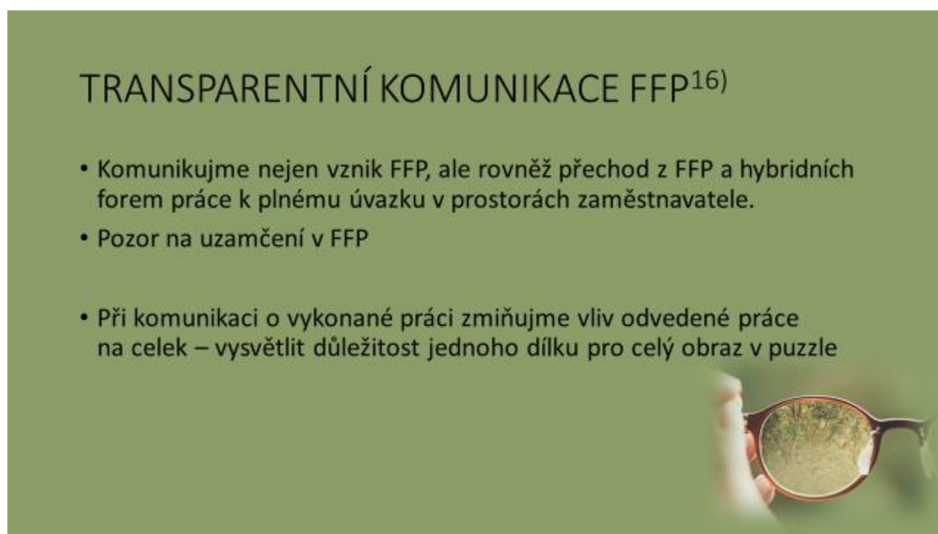 TRANSPARENTNÍ KOMUNIKACE FFP16)
• Komunikujme nejen vznik FFP, ale rovněž přechod z FFP a hybridních
forem práce k plnému úvazku v prostorách zaměstnavatele.
• Pozor na uzamčení v FFP
• Při komunikaci o vykonané práci zmiňujme vliv odvedené práce
na celek – vysvětlit důležitost jednoho dílku pro celý obraz v puzzle